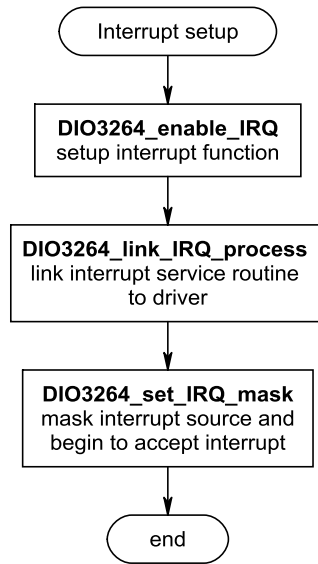 Interrupt setup
DIO3264_enable_IRQ
setup interrupt function
DIO3264_link_IRQ_process
link interrupt service routine
to driver
DIO3264_set_IRQ_mask
mask interrupt source and
begin to accept interrupt
end